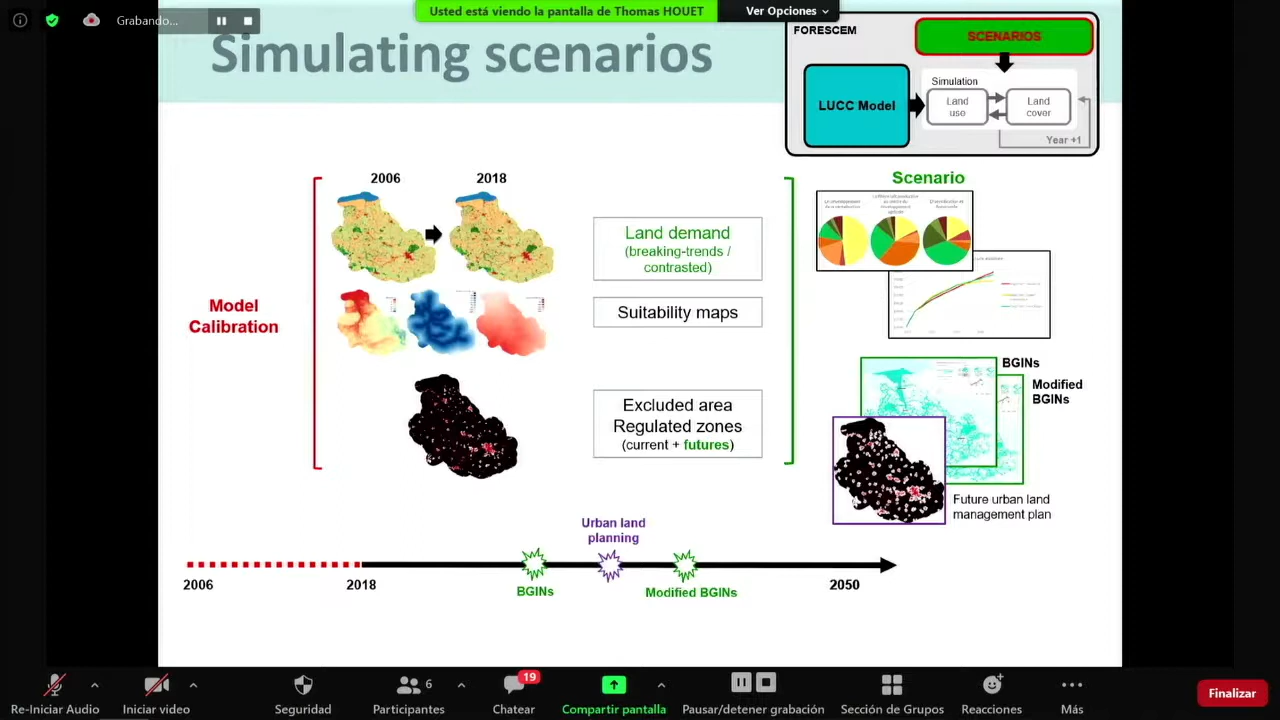 Grabando...
Usted está viendo la pantalla de Thomas HOUET
Ver Opciones
Simulating scenarios
FORESCEM
SCENARIOS
LUCC Model
Simulation
Land
use
Land
cover
Year +1
2006
2018
Model
Calibration
Land demand
(breaking-trends /
contrasted)
Suitability maps
Excluded area
Regulated zones
(current + futures)
Scenario
BGINs
Modified
BGINs
Future urban land
management plan
Urban land
planning
2006
2018
BGINs
Modified BGINs
2050
Re-Iniciar Audio
Iniciar video
Seguridad
6
Participantes
19
Chatear
Compartir pantalla
Pausar/detener grabación
Sección de Grupos
Reacciones
Más
Finalizar